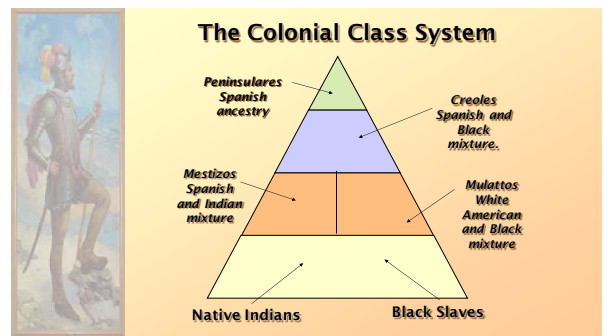 The Colonial Class System
Peninsulares
Spanish
ancestry
Creoles
Spanish and
Black
mixture.
Mestizos
Spanish
and Indian
mixture
Mulattos
White
American
and Black
mixture
Native Indians
Black Slaves